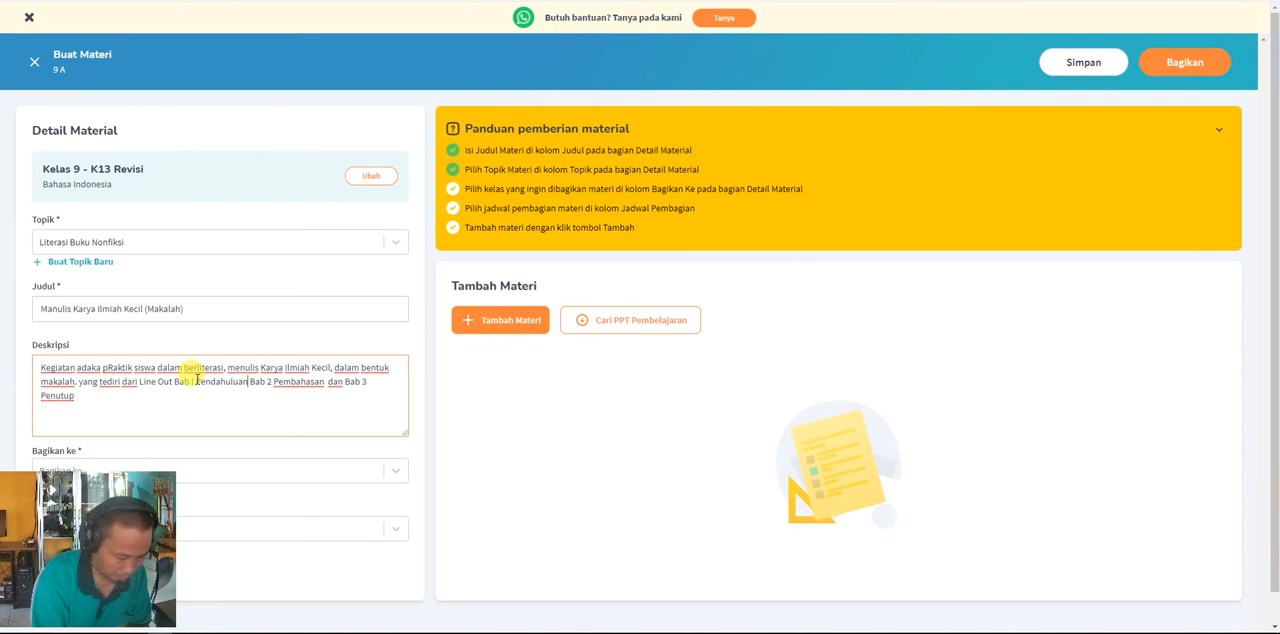 Butuh bantuan? Tanya pada kami
Tanya
Buat Materi
9 A
Simpan
Bagikan
Detail Material
Kelas 9 - K13 Revisi
Bahasa Indonesia
Ubah
Topik *
Literasi Buku Nonfiksi
+ Buat Topik Baru
Judul *
Manulis Karya Ilmiah Kecil (Makalah)
Deskripsi
Kegiatan adaka pRaktik siswa dalam berliterasi, menulis Karya Ilmiah Kecil, dalam bentuk
makalah. yang tediri dari Line Out Bab ! Pendahuluan Bab 2 Pembahasan dan Bab 3
Penutup
Bagikan ke *
Bagikan ke
Panduan pemberian material
Isi Judul Materi di kolom Judul pada bagian Detail Material
Pilih Topik Materi di kolom Topik pada bagian Detail Material
Pilih kelas yang ingin dibagikan materi di kolom Bagikan Ke pada bagian Detail Material
Pilih jadwal pembagian materi di kolom Jadwal Pembagian
Tambah materi dengan klik tombol Tambah
Tambah Materi
+ Tambah Materi
Cari PPT Pembelajaran